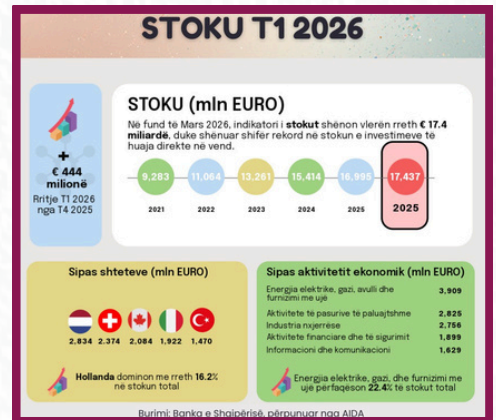 STOKU T1 2026
+
€ 444
milionë
Rritje T1 2026
nga T4 2025
STOKU (mln EURO)
Në fund të Mars 2026, indikatori i stokut shënon vlerën rreth € 17.4
miliardë, duke shënuar shifër rekord në stokun e investimeve të
huaja direkte në vend.
9,283 11,064 13,261 15,414 16,995 17,437
2021 2022 2023 2024 2025 2025
Sipas shteteve (mln EURO)
2,834 2.374 2,084 1,922 1,470
Hollanda dominon me rreth 16.2%
në stokun total
Sipas aktivitetit ekonomik (mln EURO)
Energjia elektrike, gazi, avulli dhe
furnizimi me ujë 3,909
Aktivitete të pasurive të paluajtshme 2,825
Industria nxjerrëse 2,756
Aktivitete financiare dhe të sigurimit 1,899
Informacioni dhe komunikacioni 1,629
Energjia elektrike, gazi, dhe furnizimi me
ujë përfaqëson 22.4% të stokut total
Burimi: Banka e Shqipërisë, përpunuar nga AIDA